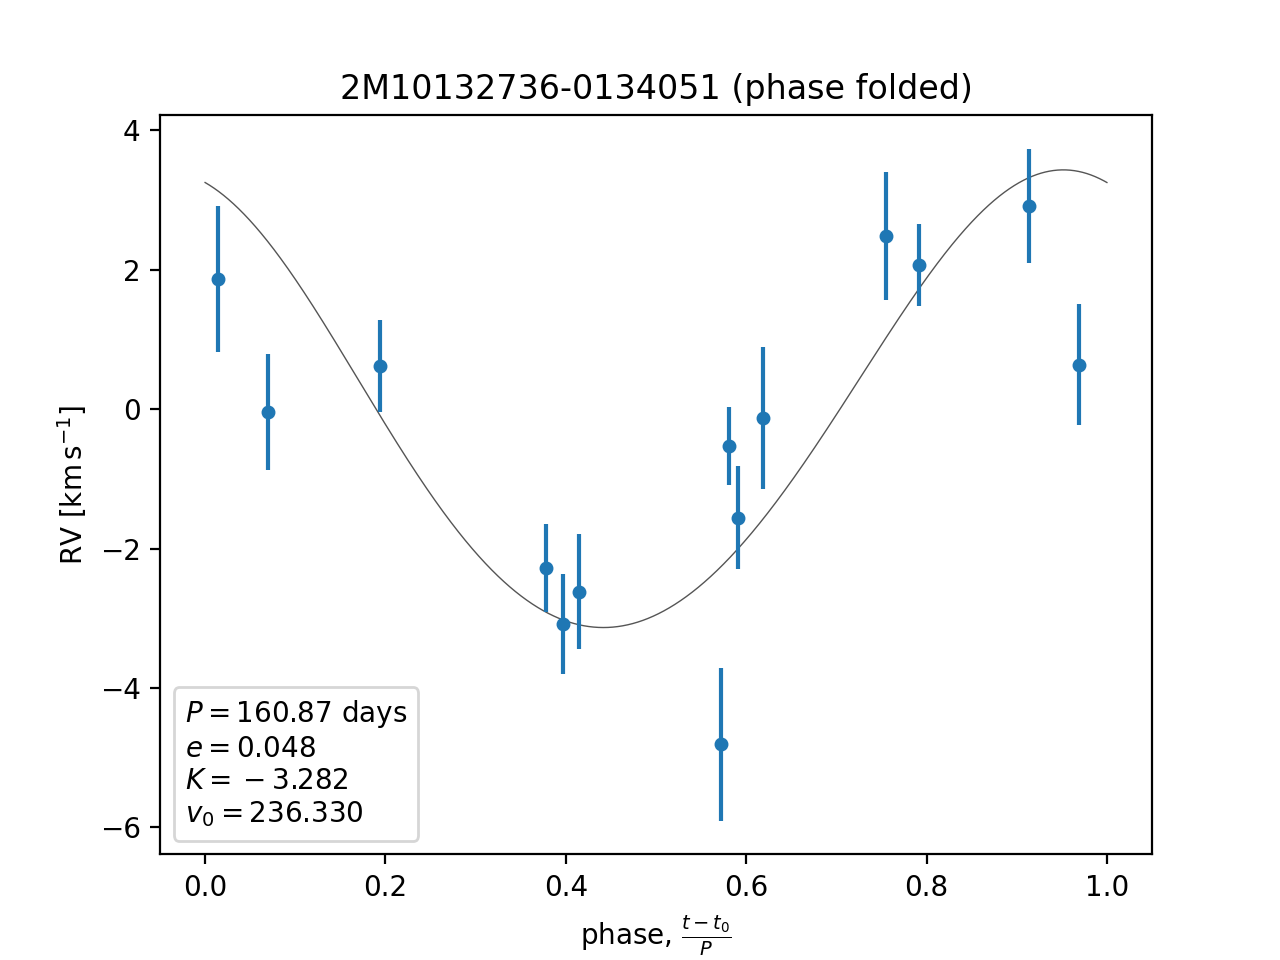 2M10132736-0134051 (phase folded)
4
2
0
−2
−4
−6
RV [km s⁻¹]
P = 160.87 days
e = 0.048
K = − 3.282
v₀ = 236.330
0.0 0.2 0.4 0.6 0.8 1.0
phase, (t − t₀)/P